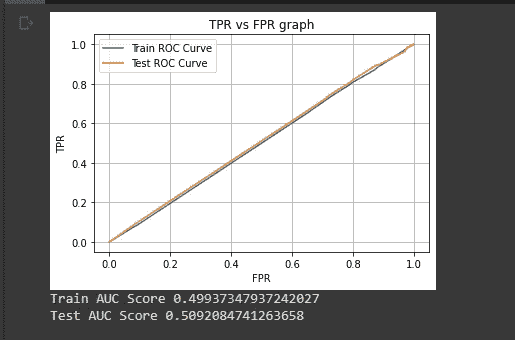 TPR vs FPR graph
Train ROC Curve
Test ROC Curve
1.0
0.8
0.6
0.4
0.2
0.0
TPR
0.0 0.2 0.4 0.6 0.8 1.0
FPR
Train AUC Score 0.49937347937242027
Test AUC Score 0.5092084741263658